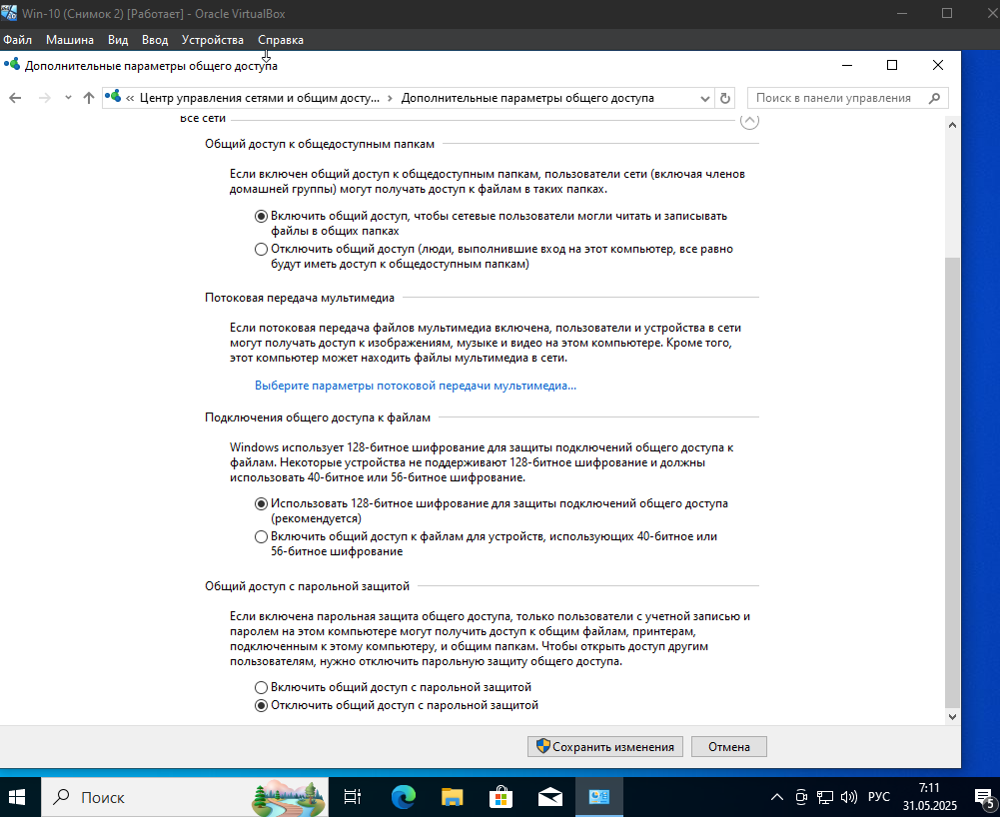 Win-10 (Снимок 2) [Работает] - Oracle VirtualBox
Файл Машина Вид Ввод Устройства Справка
Дополнительные параметры общего доступа
« Центр управления сетями и общим досту... › Дополнительные параметры общего доступа
Поиск в панели управления
Все сети
Общий доступ к общедоступным папкам
Если включен общий доступ к общедоступным папкам, пользователи сети (включая членов
домашней группы) могут получать доступ к файлам в таких папках.
Включить общий доступ, чтобы сетевые пользователи могли читать и записывать
файлы в общих папках
Отключить общий доступ (люди, выполнившие вход на этот компьютер, все равно
будут иметь доступ к общедоступным папкам)
Потоковая передача мультимедиа
Если потоковая передача файлов мультимедиа включена, пользователи и устройства в сети
могут получать доступ к изображениям, музыке и видео на этом компьютере. Кроме того,
этот компьютер может находить файлы мультимедиа в сети.
Выберите параметры потоковой передачи мультимедиа...
Подключения общего доступа к файлам
Windows использует 128-битное шифрование для защиты подключений общего доступа к
файлам. Некоторые устройства не поддерживают 128-битное шифрование и должны
использовать 40-битное или 56-битное шифрование.
Использовать 128-битное шифрование для защиты подключений общего доступа
(рекомендуется)
Включить общий доступ к файлам для устройств, использующих 40-битное или
56-битное шифрование
Общий доступ с парольной защитой
Если включена парольная защита общего доступа, только пользователи с учетной записью и
паролем на этом компьютере могут получить доступ к общим файлам, принтерам,
подключенным к этому компьютеру, и общим папкам. Чтобы открыть доступ другим
пользователям, нужно отключить парольную защиту общего доступа.
Включить общий доступ с парольной защитой
Отключить общий доступ с парольной защитой
Сохранить изменения
Отмена
Поиск
РУС
7:11
31.05.2025
5